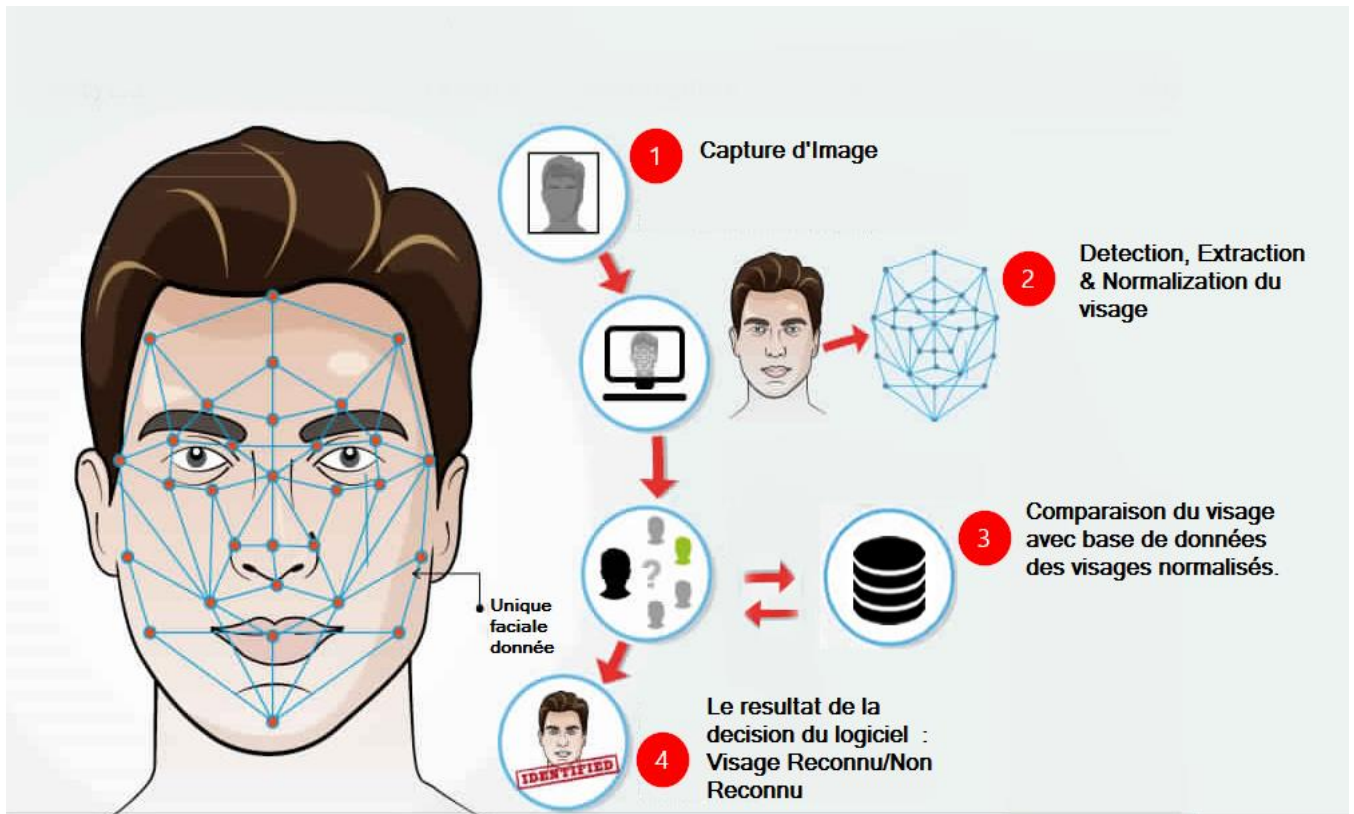 1
Capture d'Image
2
Detection, Extraction
& Normalization du
visage
3
Comparaison du visage
avec base de données
des visages normalisés.
?
Unique
faciale
donnée
4
Le resultat de la
decision du logiciel :
Visage Reconnu/Non
Reconnu
IDENTIFIED